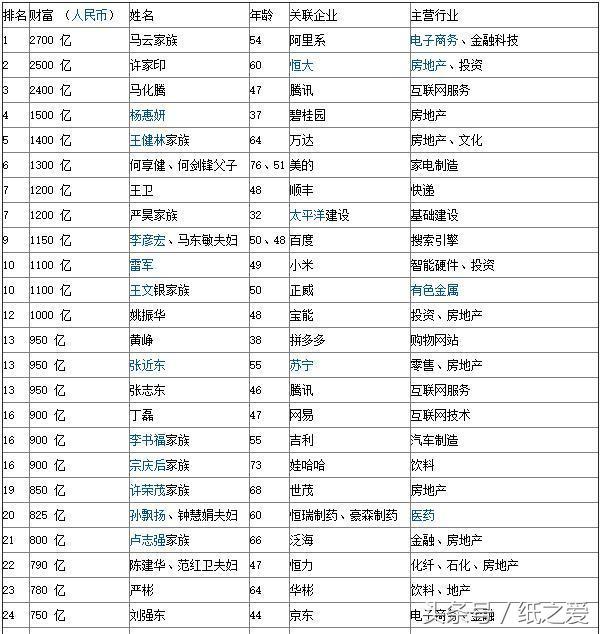 排名 财富 （人民币） 姓名 年龄 关联企业 主营行业
1 2700 亿 马云家族 54 阿里系 电子商务、金融科技
2 2500 亿 许家印 60 恒大 房地产、投资
3 2400 亿 马化腾 47 腾讯 互联网服务
4 1500 亿 杨惠妍 37 碧桂园 房地产
5 1400 亿 王健林家族 64 万达 房地产、文化
6 1300 亿 何享健、何剑锋父子 76、51 美的 家电制造
7 1200 亿 王卫 48 顺丰 快递
7 1200 亿 严昊家族 32 太平洋建设 基础建设
9 1150 亿 李彦宏、马东敏夫妇 50、48 百度 搜索引擎
10 1100 亿 雷军 49 小米 智能硬件、投资
10 1100 亿 王文银家族 50 正威 有色金属
12 1000 亿 姚振华 48 宝能 投资、房地产
13 950 亿 黄峥 38 拼多多 购物网站
13 950 亿 张近东 55 苏宁 零售、房地产
13 950 亿 张志东 46 腾讯 互联网服务
16 900 亿 丁磊 47 网易 互联网技术
16 900 亿 李书福家族 55 吉利 汽车制造
16 900 亿 宗庆后家族 73 娃哈哈 饮料
19 850 亿 许荣茂家族 68 世茂 房地产
20 825 亿 孙飘扬、钟慧娟夫妇 60 恒瑞制药、豪森制药 医药
21 800 亿 卢志强家族 66 泛海 金融、房地产
22 790 亿 陈建华、范红卫夫妇 47 恒力 化纤、石化、房地产
23 780 亿 严彬 64 华彬 饮料、地产
24 750 亿 刘强东 44 京东 电子商务、金融
头条号 / 纸之爱